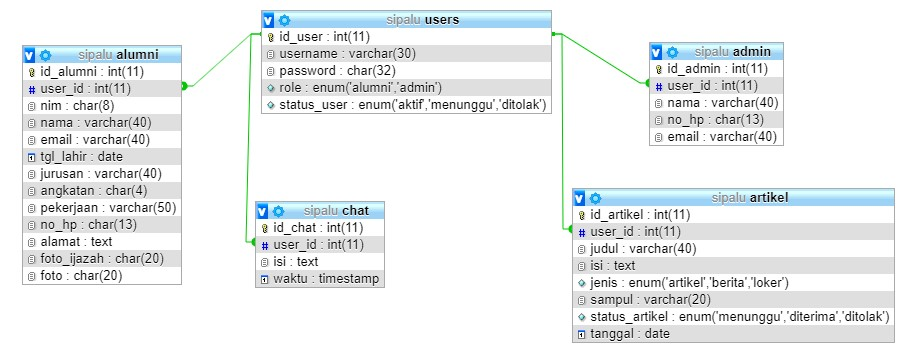 sipalu users
id_user : int(11)
username : varchar(30)
password : char(32)
role : enum('alumni','admin')
status_user : enum('aktif','menunggu','ditolak')
sipalu alumni
id_alumni : int(11)
user_id : int(11)
nim : char(8)
nama : varchar(40)
email : varchar(40)
tgl_lahir : date
jurusan : varchar(40)
angkatan : char(4)
pekerjaan : varchar(50)
no_hp : char(13)
alamat : text
foto_ijazah : char(20)
foto : char(20)
sipalu admin
id_admin : int(11)
user_id : int(11)
nama : varchar(40)
no_hp : char(13)
email : varchar(40)
sipalu chat
id_chat : int(11)
user_id : int(11)
isi : text
waktu : timestamp
sipalu artikel
id_artikel : int(11)
user_id : int(11)
judul : varchar(40)
isi : text
jenis : enum('artikel','berita','loker')
sampul : varchar(20)
status_artikel : enum('menunggu','diterima','ditolak')
tanggal : date